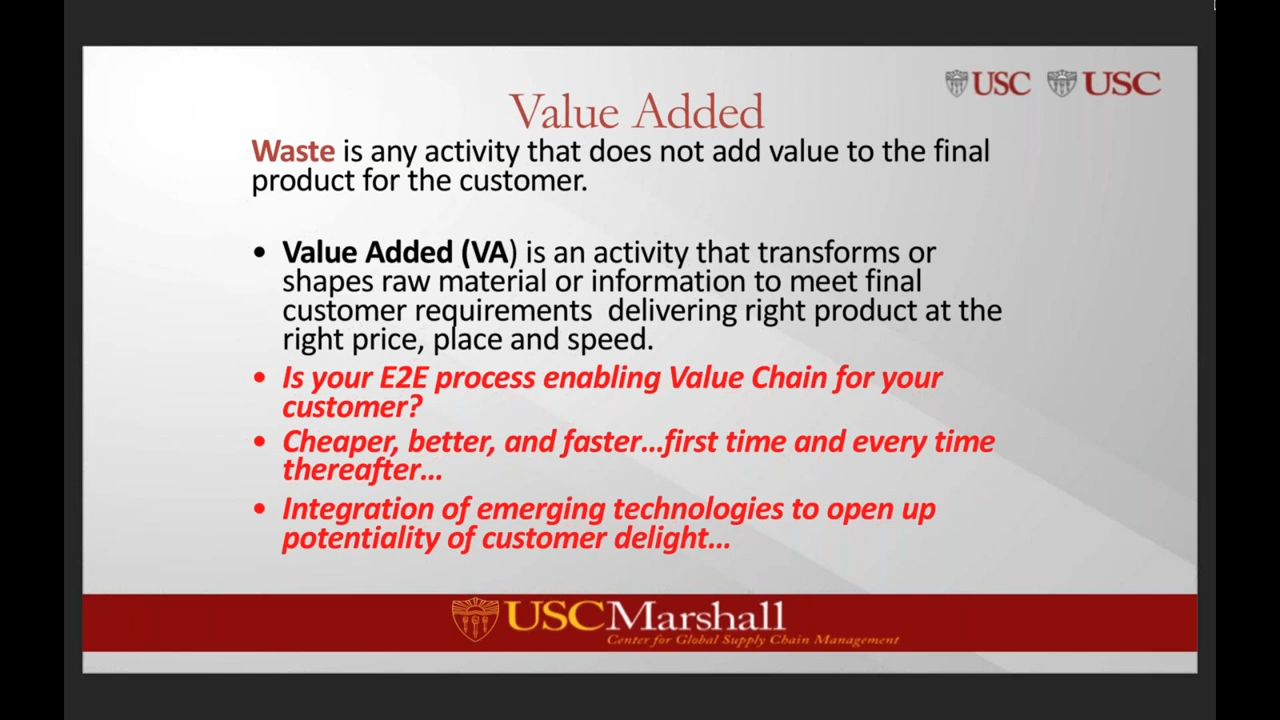 USC USC
Value Added
Waste is any activity that does not add value to the final
product for the customer.
• Value Added (VA) is an activity that transforms or
shapes raw material or information to meet final
customer requirements  delivering right product at the
right price, place and speed.
• Is your E2E process enabling Value Chain for your
customer?
• Cheaper, better, and faster...first time and every time
thereafter...
• Integration of emerging technologies to open up
potentiality of customer delight...
USC Marshall
Center for Global Supply Chain Management